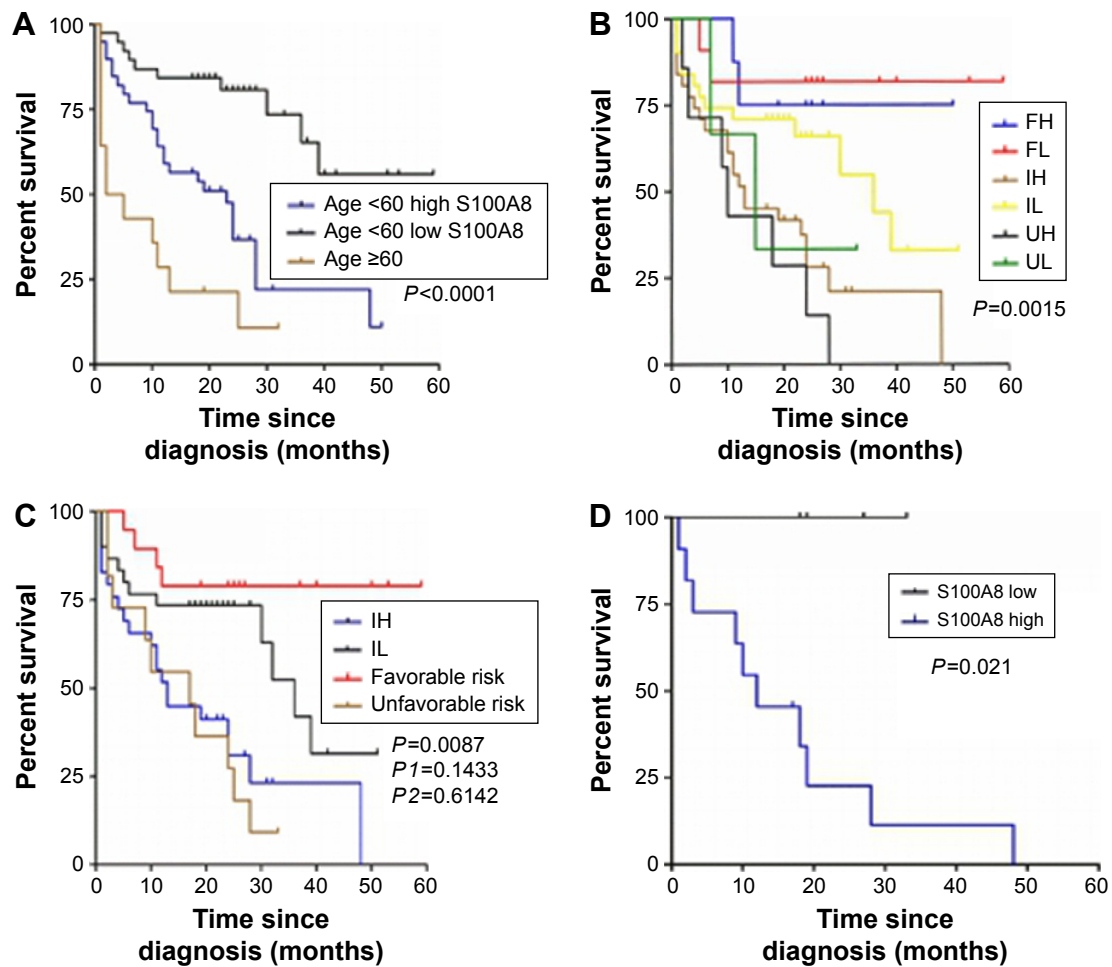 A
Percent survival
100
75
50
25
0
Age <60 high S100A8
Age <60 low S100A8
Age ≥60
P<0.0001
0 10 20 30 40 50 60
Time since
diagnosis (months)
B
Percent survival
100
75
50
25
0
FH
FL
IH
IL
UH
UL
P=0.0015
0 10 20 30 40 50 60
Time since
diagnosis (months)
C
Percent survival
100
75
50
25
0
IH
IL
Favorable risk
Unfavorable risk
P=0.0087
P1=0.1433
P2=0.6142
0 10 20 30 40 50 60
Time since
diagnosis (months)
D
Percent survival
100
75
50
25
0
S100A8 low
S100A8 high
P=0.021
0 10 20 30 40 50 60
Time since
diagnosis (months)